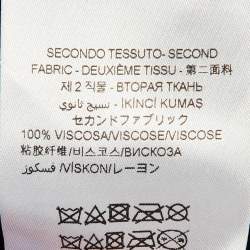 SECONDO TESSUTO- SECOND
FABRIC - DEUXIÈME TISSU - 第二面料
제 2 직물 - ВТОРАЯ ТКАНЬ
نسيج ثانوي - İKİNCİ KUMAŞ
セカンドファブリック
100% VISCOSA/VISCOSE/VISCOSE
粘胶纤维/비스코스/ВИСКОЗА
فسكوز /VİSKON/レーヨン